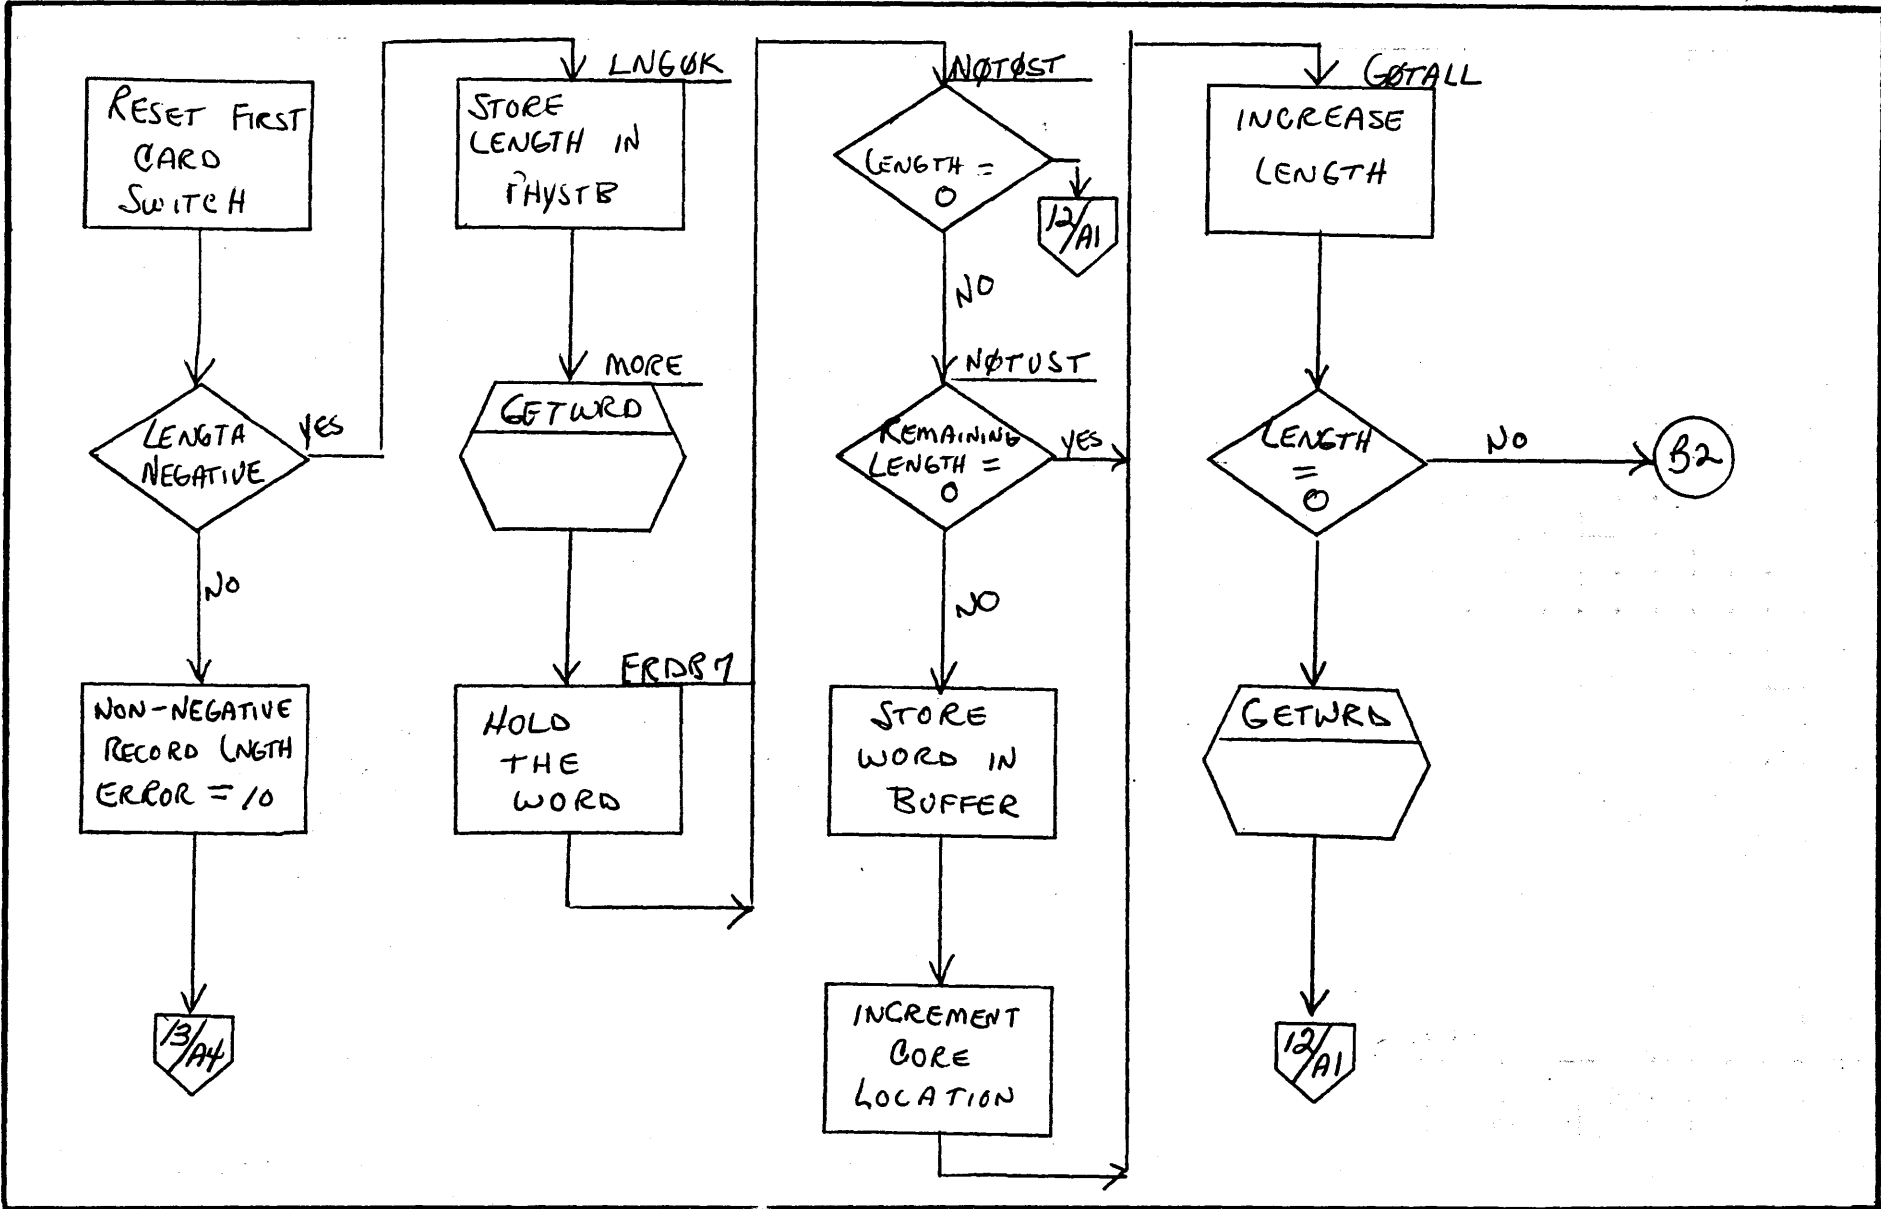 RESET FIRST
CARD
SWITCH
LENGTA
NEGATIVE
YES
NO
NON-NEGATIVE
RECORD LNGTH
ERROR = 10
13/A4
LNGØK
STORE
LENGTH IN
PHYSTB
MORE
GETWRD
ERDB7
HOLD
THE
WORD
NØTØST
LENGTH =
0
12/A1
NO
NØTUST
REMAINING
LENGTH =
0
YES
NO
STORE
WORD IN
BUFFER
INCREMENT
CORE
LOCATION
GØTALL
INCREASE
LENGTH
LENGTH
=
0
NO
B2
GETWRD
12/A1